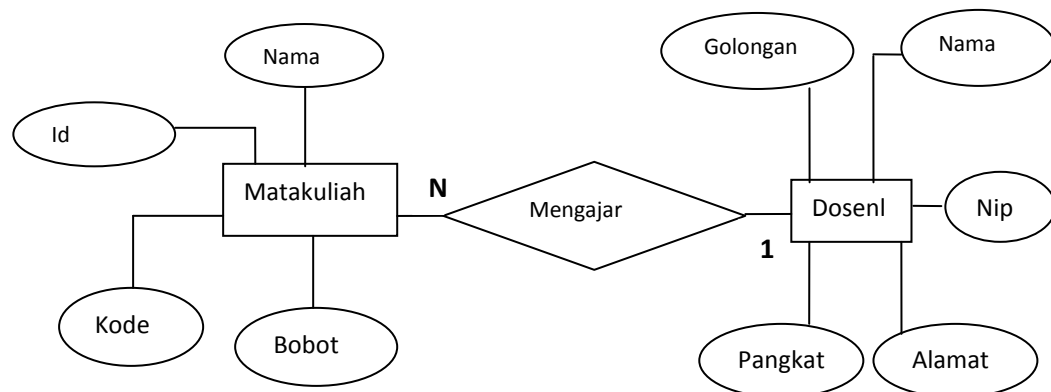 Golongan
Nama
Nama
Id
Matakuliah
N
Mengajar
1
Dosenl
Nip
Kode
Bobot
Pangkat
Alamat